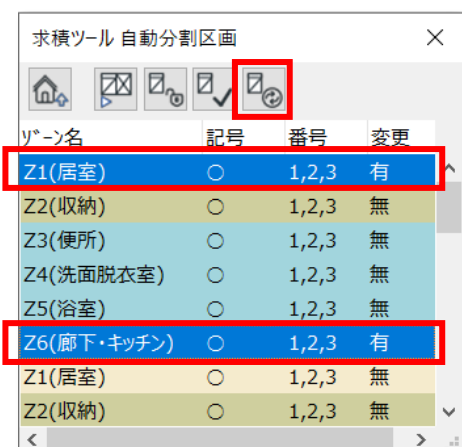 求積ツール 自動分割区画
ゾーン名 記号 番号 変更
Z1(居室) ○ 1,2,3 有
Z2(収納) ○ 1,2,3 無
Z3(便所) ○ 1,2,3 無
Z4(洗面脱衣室) ○ 1,2,3 無
Z5(浴室) ○ 1,2,3 無
Z6(廊下・キッチン) ○ 1,2,3 有
Z1(居室) ○ 1,2,3 無
Z2(収納) ○ 1,2,3 無